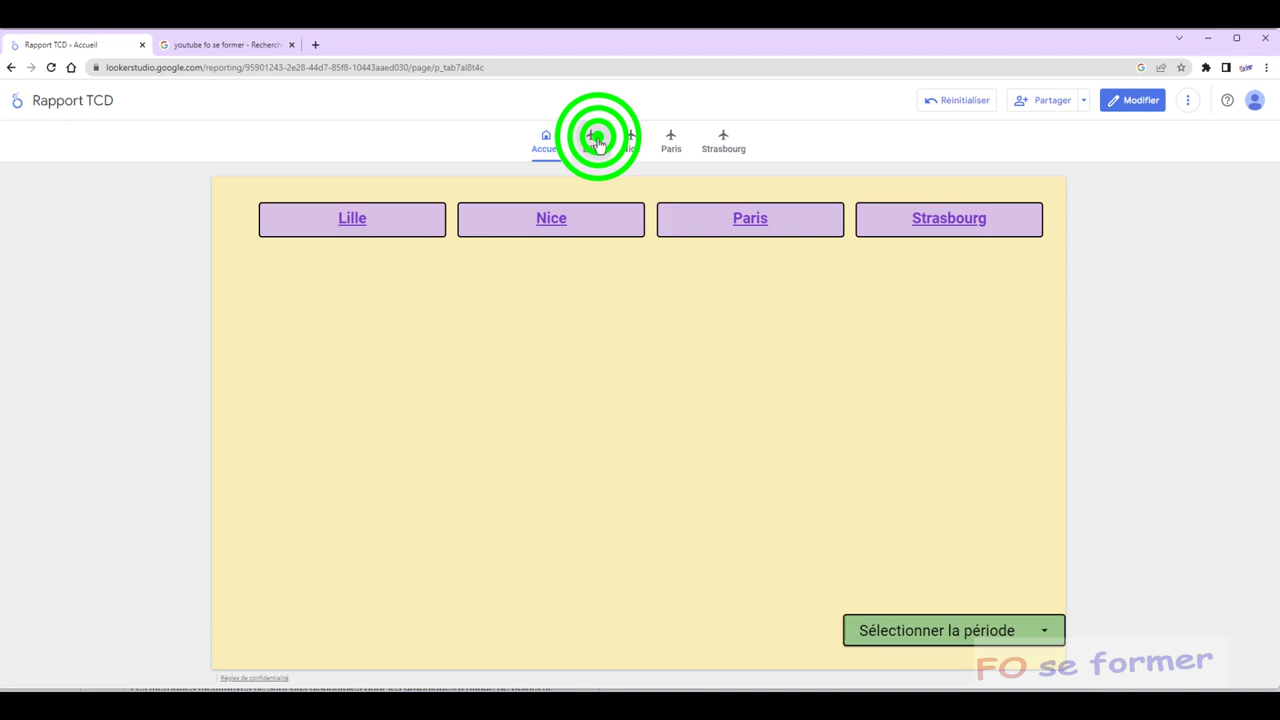 Rapport TCD › Accueil
youtube fo se former - Recherch
lookerstudio.google.com/reporting/95901243-2e28-44d7-85f8-10443aaed030/page/p_tab7al8t4c
Rapport TCD
Réinitialiser
Partager
Modifier
Accue
Paris
Strasbourg
Lille
Nice
Paris
Strasbourg
Sélectionner la période
FO se former
Règles de confidentialité